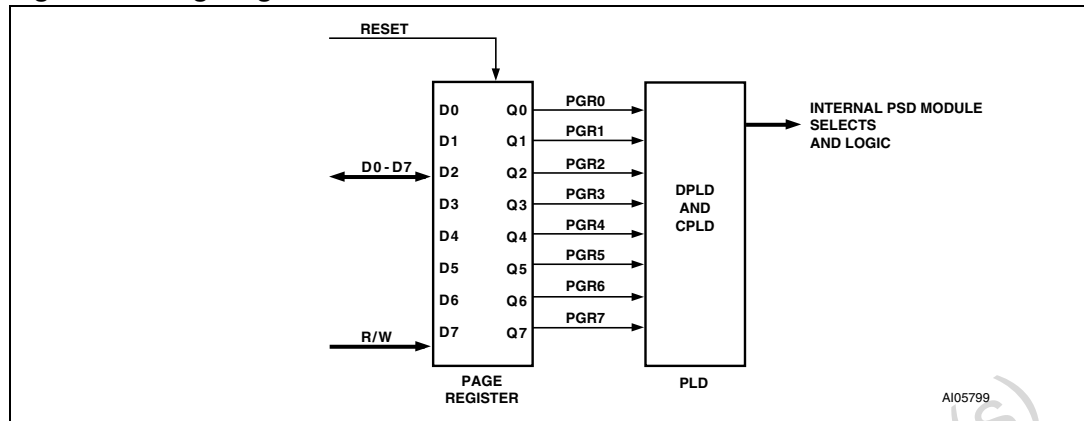 RESET
D0 Q0 PGR0
D1 Q1 PGR1
D0-D7 D2 Q2 PGR2
D3 Q3 PGR3
D4 Q4 PGR4
D5 Q5 PGR5
D6 Q6 PGR6
R/W D7 Q7 PGR7
PAGE
REGISTER
DPLD
AND
CPLD
PLD
INTERNAL PSD MODULE
SELECTS
AND LOGIC
AI05799